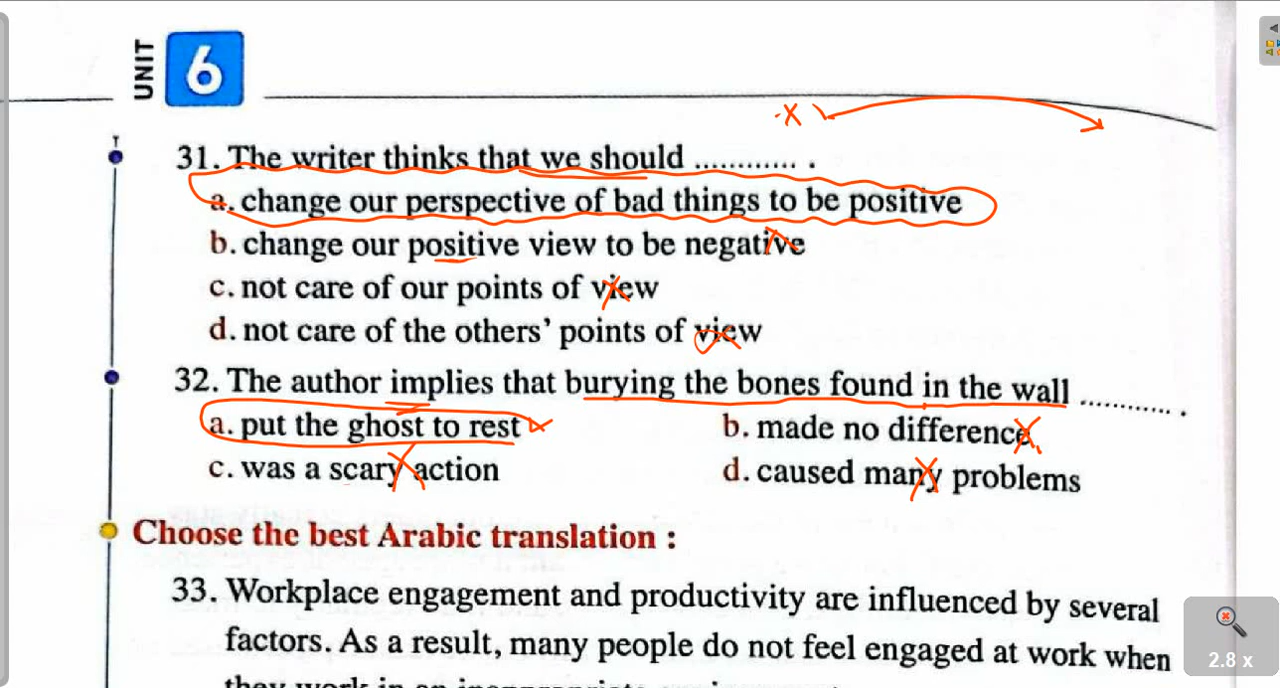 UNIT 6
31. The writer thinks that we should ............. .
a. change our perspective of bad things to be positive
b. change our positive view to be negative
c. not care of our points of view
d. not care of the others' points of view
32. The author implies that burying the bones found in the wall ............ .
a. put the ghost to rest b. made no difference
c. was a scary action d. caused many problems
Choose the best Arabic translation :
33. Workplace engagement and productivity are influenced by several
factors. As a result, many people do not feel engaged at work when
they work in an
2.8 x